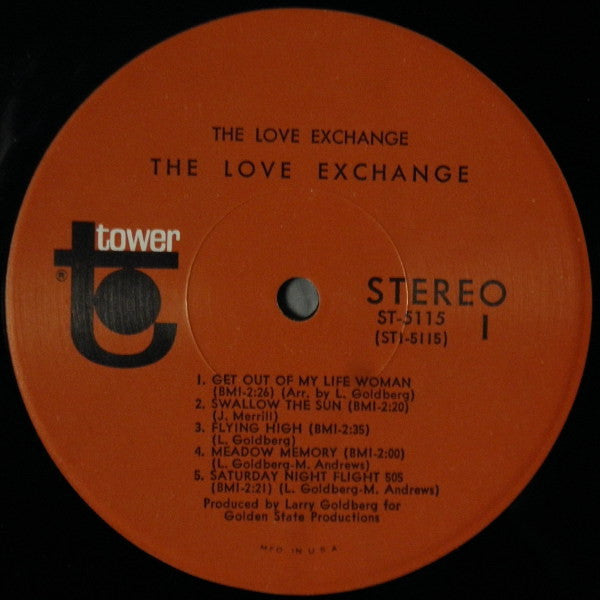 THE LOVE EXCHANGE
THE LOVE EXCHANGE
tower
®
STEREO
ST-5115
(ST1-5115)
1
1. GET OUT OF MY LIFE WOMAN
(BMI-2:26) (Arr. by L. Goldberg)
2. SWALLOW THE SUN (BMI-2:20)
(J. Merrill)
3. FLYING HIGH (BMI-2:35)
(L. Goldberg)
4. MEADOW MEMORY (BMI-2:00)
(L. Goldberg-M. Andrews)
5. SATURDAY NIGHT FLIGHT 505
(BMI-2:21) (L. Goldberg-M. Andrews)
Produced by Larry Goldberg for
Golden State Productions
MFD. IN U.S.A.